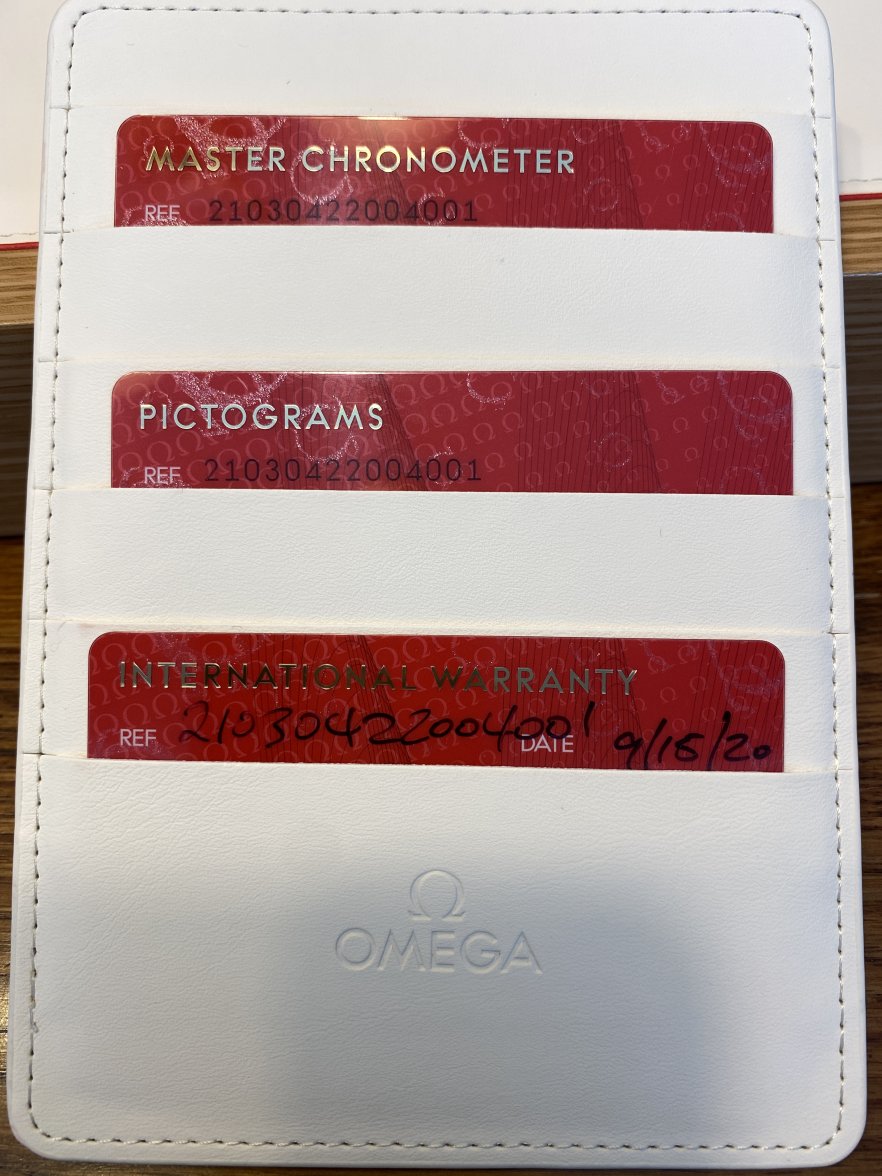 MASTER CHRONOMETER
REF 21030422004001
PICTOGRAMS
REF 21030422004001
INTERNATIONAL WARRANTY
REF 21030422004001 DATE 9/15/20
Ω
OMEGA